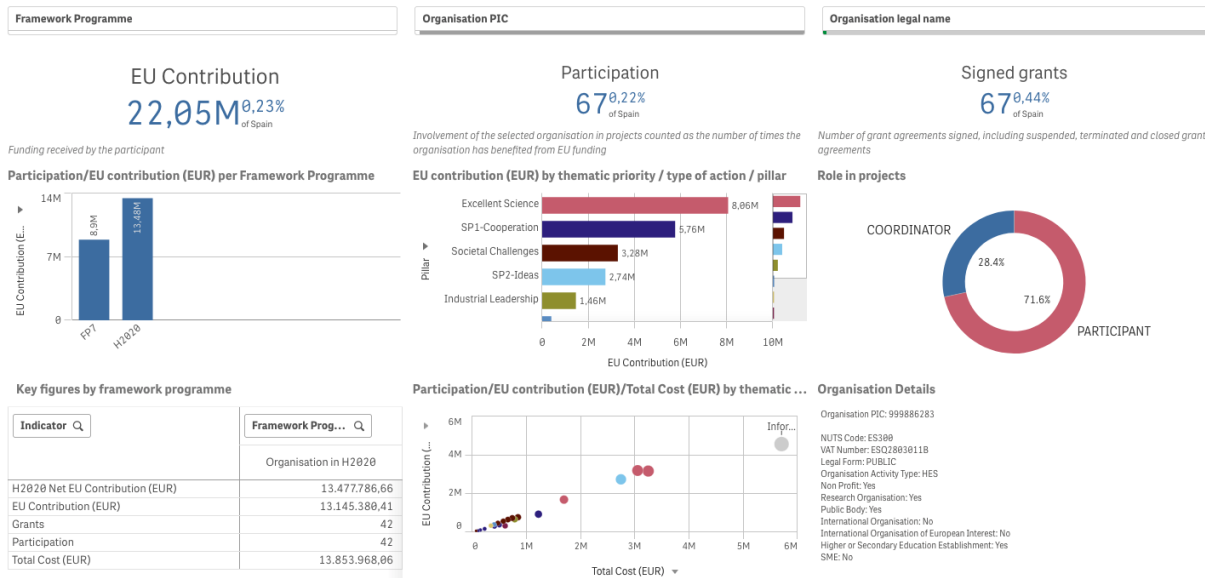 Framework Programme
Organisation PIC
Organisation legal name
EU Contribution
22,05M 0,23%
of Spain
Funding received by the participant
Participation
67 0,22%
of Spain
Involvement of the selected organisation in projects counted as the number of times the
organisation has benefited from EU funding
Signed grants
67 0,44%
of Spain
Number of grant agreements signed, including suspended, terminated and closed grant
agreements
Participation/EU contribution (EUR) per Framework Programme
EU Contribution (E...
14M
7M
0
8,9M
13,48M
FP7
H2020
EU contribution (EUR) by thematic priority / type of action / pillar
Pillar
Excellent Science
8,06M
SP1-Cooperation
5,76M
Societal Challenges
3,28M
SP2-Ideas
2,74M
Industrial Leadership
1,46M
0 2M 4M 6M 8M 10M
EU Contribution (EUR)
Role in projects
COORDINATOR
28.4%
71.6%
PARTICIPANT
Key figures by framework programme
Indicator
Framework Prog...
Organisation in H2020
H2020 Net EU Contribution (EUR) 13.477.786,66
EU Contribution (EUR) 13.145.380,41
Grants 42
Participation 42
Total Cost (EUR) 13.853.968,06
Participation/EU contribution (EUR)/Total Cost (EUR) by thematic ...
EU Contribution (...
6M
4M
2M
0
Infor...
0 1M 2M 3M 4M 5M 6M
Total Cost (EUR)
Organisation Details
Organisation PIC: 999886283
NUTS Code: ES300
VAT Number: ESQ2803011B
Legal Form: PUBLIC
Organisation Activity Type: HES
Non Profit: Yes
Research Organisation: Yes
Public Body: Yes
International Organisation: No
International Organisation of European Interest: No
Higher or Secondary Education Establishment: Yes
SME: No